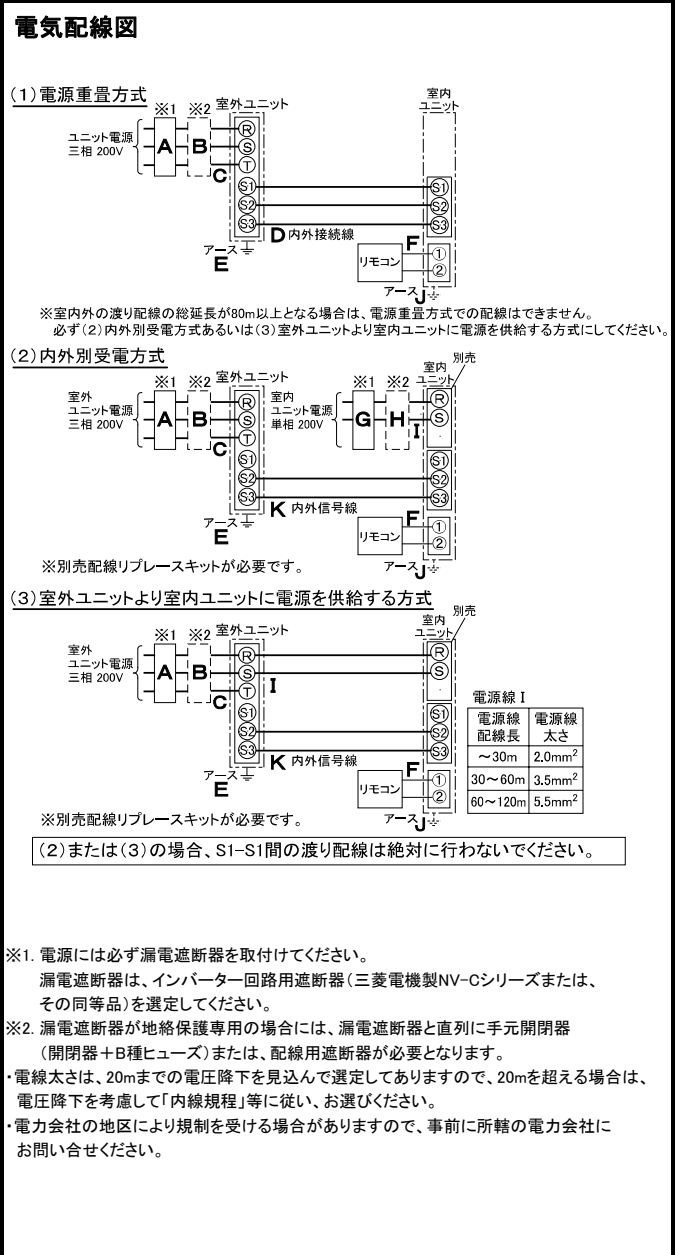 電気配線図
(1)電源重畳方式
※1 ※2 室外ユニット
室内
ユニット
ユニット電源
三相 200V
A B C
R
S
T
S1
S2
S3
S1
S2
S3
D 内外接続線
アース
E
リモコン
F
①
②
アース J
※室内外の渡り配線の総延長が80m以上となる場合は、電源重畳方式での配線はできません。
必ず(2)内外別受電方式あるいは(3)室外ユニットより室内ユニットに電源を供給する方式にしてください。
(2)内外別受電方式
※1 ※2 室外ユニット
※1 ※2
室内
ユニット
別売
室外
ユニット電源
三相 200V
A B C
R
S
T
S1
S2
S3
室内
ユニット電源
単相 200V
G H I
R
S
S1
S2
S3
K 内外信号線
アース
E
リモコン
F
①
②
アース J
※別売配線リプレースキットが必要です。
(3)室外ユニットより室内ユニットに電源を供給する方式
※1 ※2 室外ユニット
室内
ユニット
別売
室外
ユニット電源
三相 200V
A B C
R
S
T
S1
S2
S3
I
R
S
S1
S2
S3
K 内外信号線
アース
E
リモコン
F
①
②
アース J
※別売配線リプレースキットが必要です。
電源線 I
電源線 電源線
配線長 太さ
～30m 2.0mm²
30～60m 3.5mm²
60～120m 5.5mm²
(2)または(3)の場合、S1-S1間の渡り配線は絶対に行わないでください。
※1. 電源には必ず漏電遮断器を取付けてください。
漏電遮断器は、インバーター回路用遮断器(三菱電機製NV-Cシリーズまたは、
その同等品)を選定してください。
※2. 漏電遮断器が地絡保護専用の場合には、漏電遮断器と直列に手元開閉器
(開閉器+B種ヒューズ)または、配線用遮断器が必要となります。
・電線太さは、20mまでの電圧降下を見込んで選定してありますので、20mを超える場合は、
電圧降下を考慮して「内線規程」等に従い、お選びください。
・電力会社の地区により規制を受ける場合がありますので、事前に所轄の電力会社に
お問い合せください。